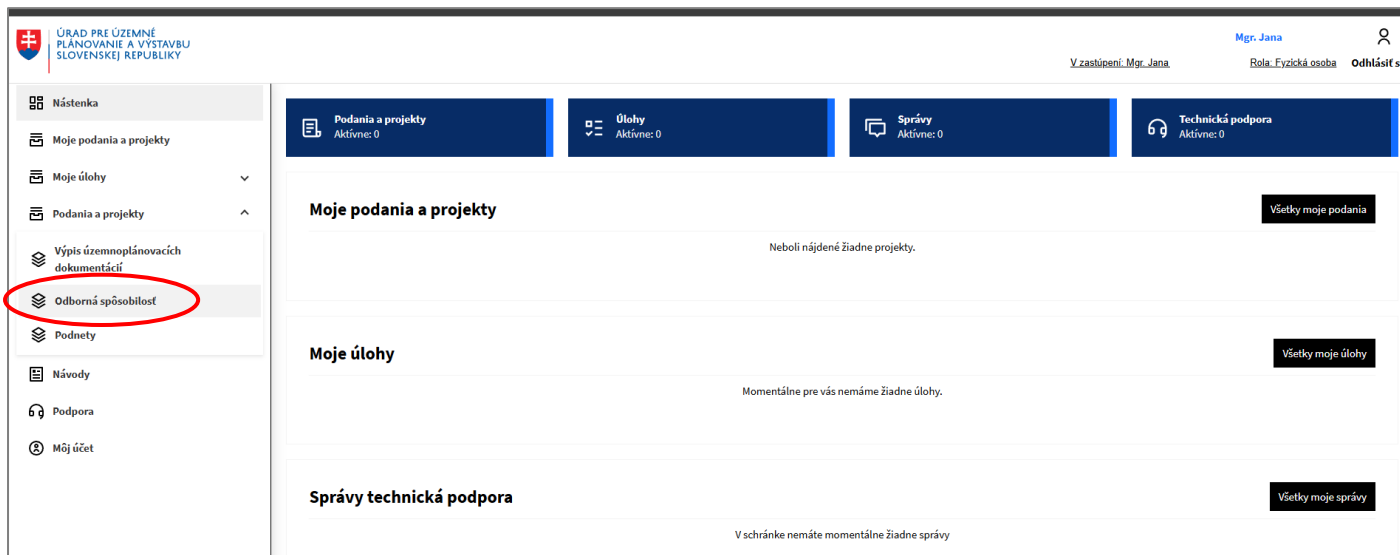 ÚRAD PRE ÚZEMNÉ
PLÁNOVANIE A VÝSTAVBU
SLOVENSKEJ REPUBLIKY
Mgr. Jana
V zastúpení: Mgr. Jana
Rola: Fyzická osoba
Odhlásiť s
Nástenka
Moje podania a projekty
Moje úlohy
Podania a projekty
Výpis územnoplánovacích
dokumentácií
Odborná spôsobilosť
Podnety
Návody
Podpora
Môj účet
Podania a projekty
Aktívne: 0
Úlohy
Aktívne: 0
Správy
Aktívne: 0
Technická podpora
Aktívne: 0
Moje podania a projekty
Všetky moje podania
Neboli nájdené žiadne projekty.
Moje úlohy
Všetky moje úlohy
Momentálne pre vás nemáme žiadne úlohy.
Správy technická podpora
Všetky moje správy
V schránke nemáte momentálne žiadne správy